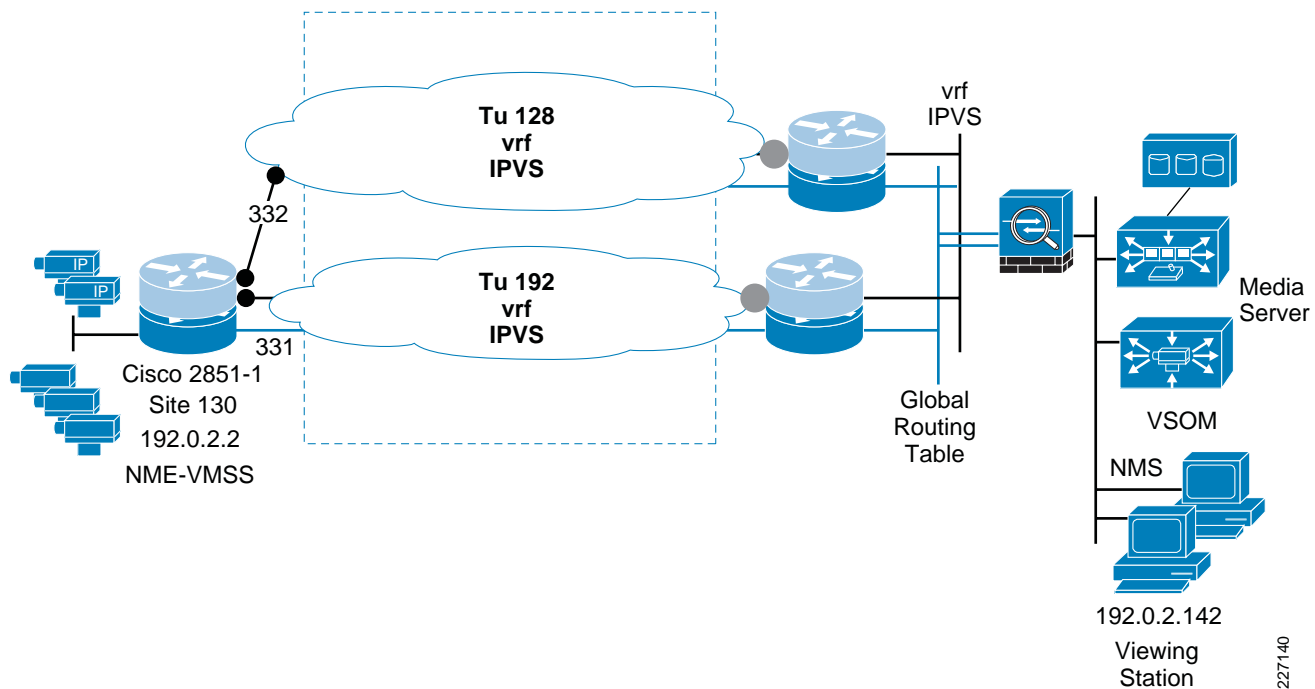 Tu 128
vrf
IPVS
vrf
IPVS
332
IP
IP
Tu 192
vrf
IPVS
331
Media
Server
Cisco 2851-1
Site 130
192.0.2.2
NME-VMSS
Global
Routing
Table
VSOM
NMS
192.0.2.142
Viewing
Station
227140